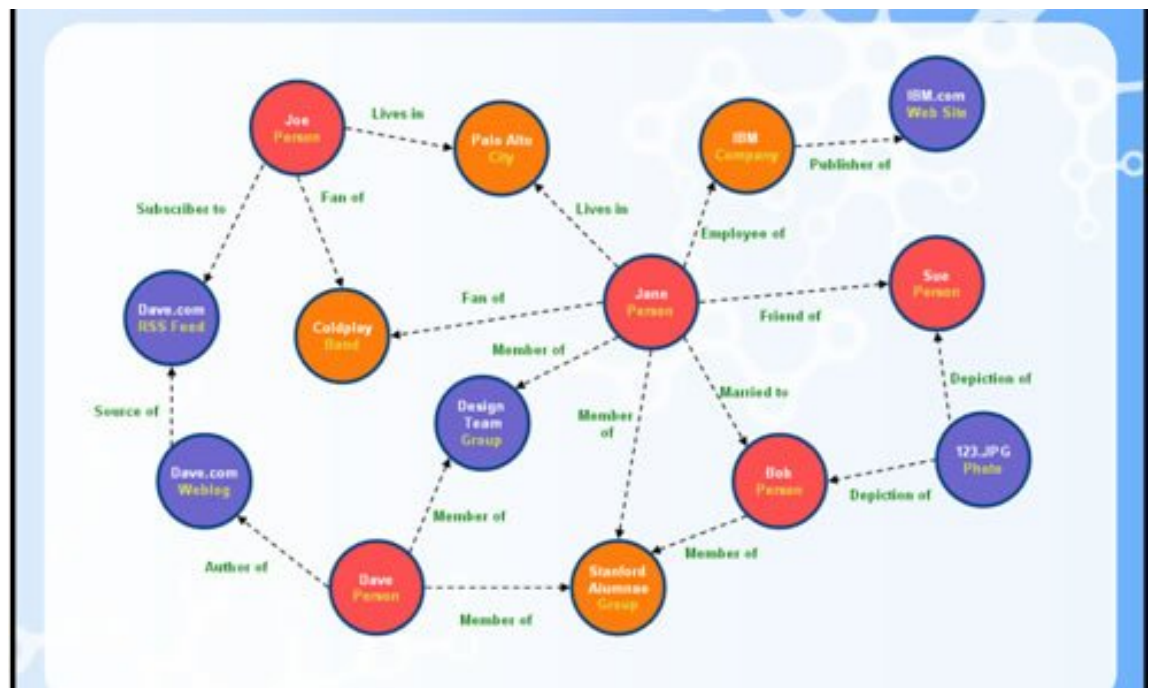 IBM.com
Web Site
Joe
Person
Lives in
Palo Alto
City
IBM
Company
Publisher of
Subscriber to
Fan of
Lives in
Employee of
Sue
Person
Dave.com
RSS Feed
Coldplay
Band
Fan of
Jane
Person
Friend of
Member of
Depiction of
Married to
Source of
Design
Team
Group
Member
of
Dave.com
Weblog
Bob
Person
123.JPG
Photo
Depiction of
Member of
Member of
Author of
Dave
Person
Stanford
Alumnae
Group
Member of